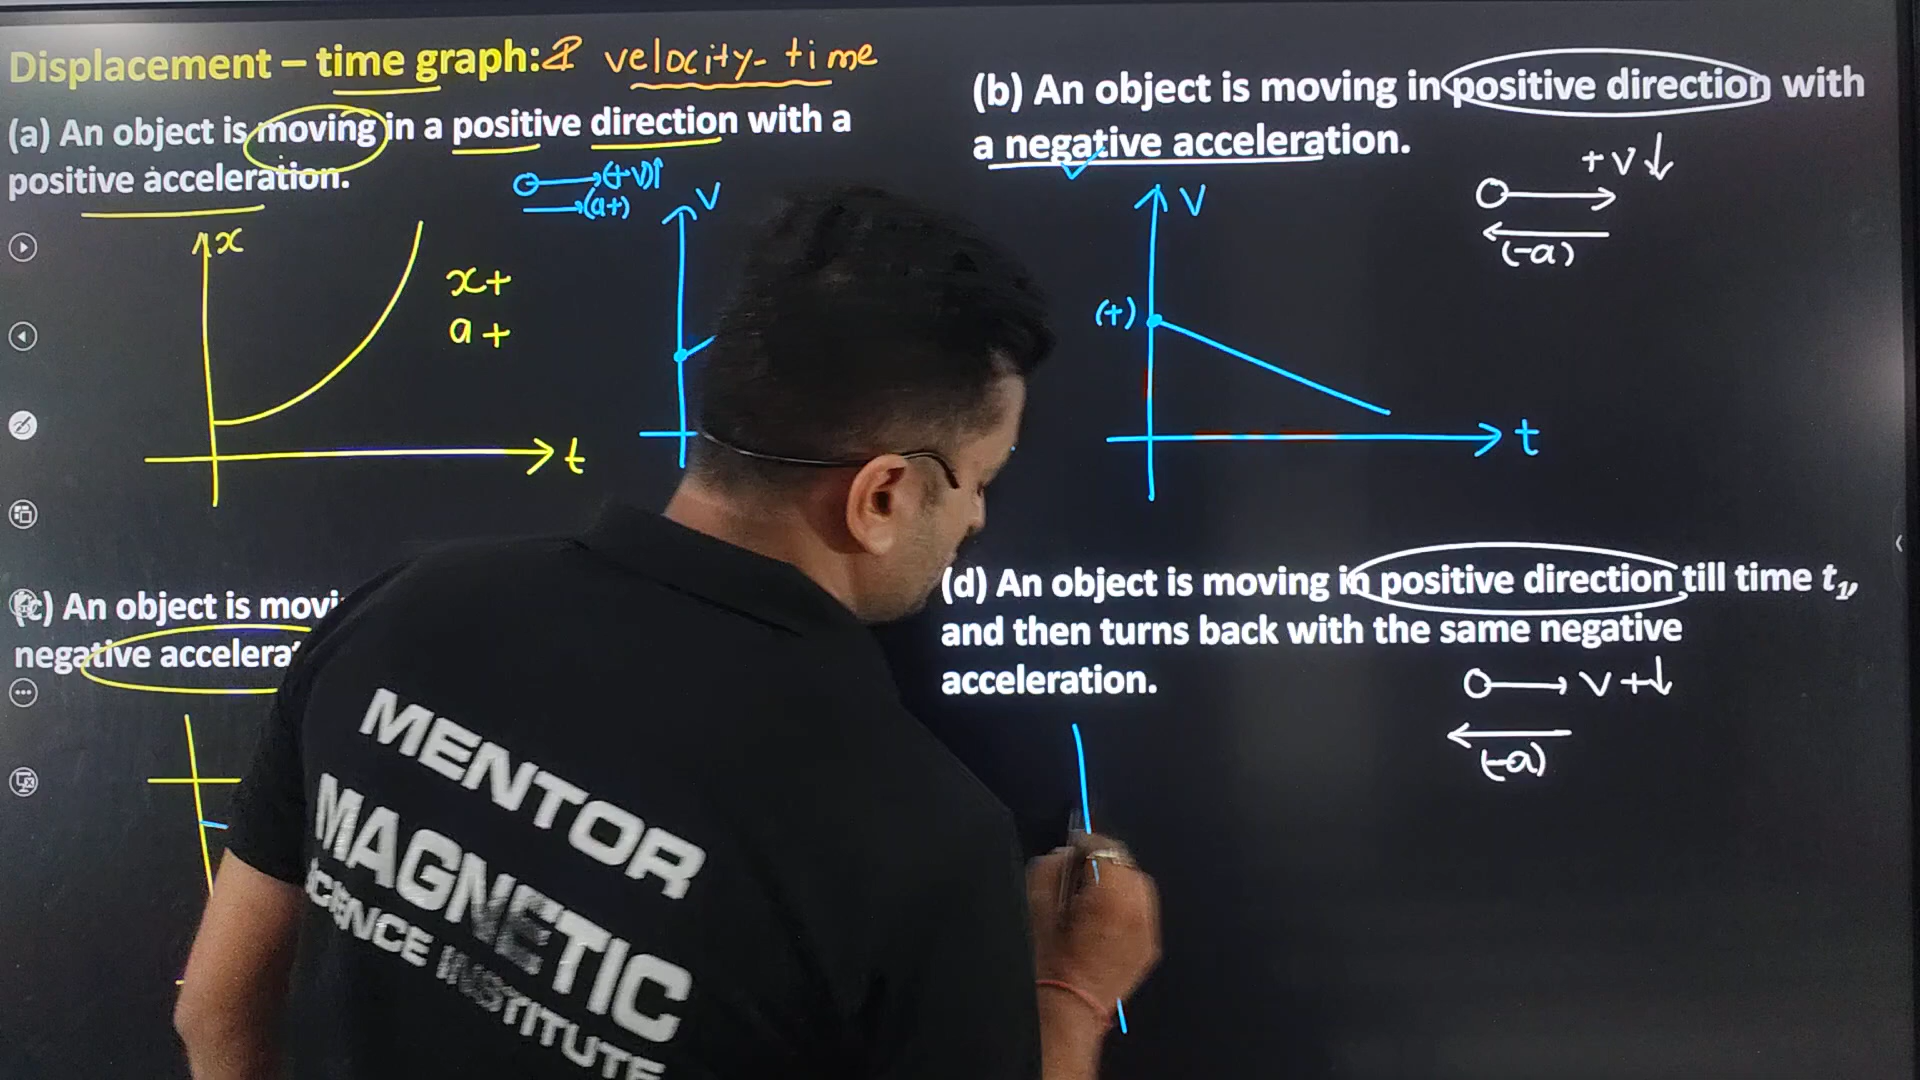 Displacement – time graph: & velocity-time
(a) An object is moving in a positive direction with a
positive acceleration.
(+v)↑
(a+)
x
x+
a+
t
v
(b) An object is moving in positive direction with
a negative acceleration.
+v↓
(-a)
v
(+)
t
(c) An object is movi
negative accelera
(d) An object is moving in positive direction till time t₁,
and then turns back with the same negative
acceleration.
v+↓
(-a)
MENTOR
MAGNETIC
SCIENCE INSTITUTE